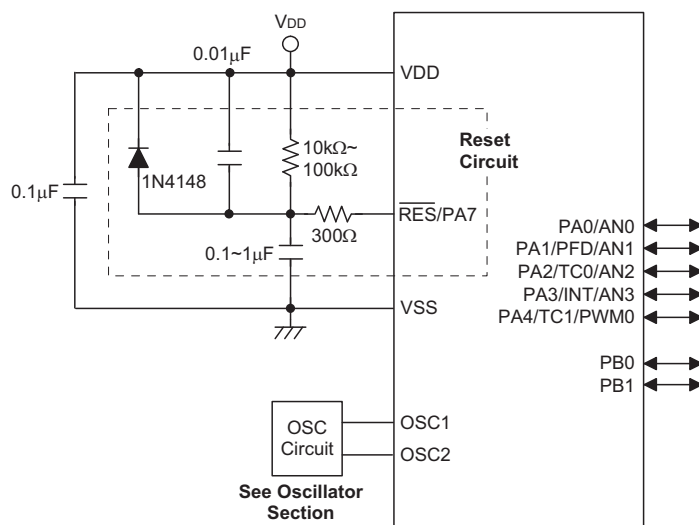 VDD
0.01μF
VDD
Reset
Circuit
10kΩ~
100kΩ
1N4148
0.1μF
RES/PA7
300Ω
0.1~1μF
VSS
PA0/AN0
PA1/PFD/AN1
PA2/TC0/AN2
PA3/INT/AN3
PA4/TC1/PWM0
PB0
PB1
OSC
Circuit
OSC1
OSC2
See Oscillator
Section